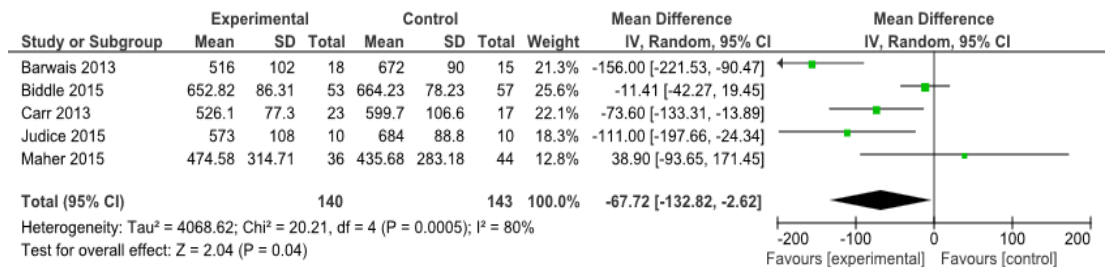 Experimental Control Mean Difference Mean Difference
Study or Subgroup Mean SD Total Mean SD Total Weight IV, Random, 95% CI IV, Random, 95% CI
Barwais 2013 516 102 18 672 90 15 21.3% -156.00 [-221.53, -90.47]
Biddle 2015 652.82 86.31 53 664.23 78.23 57 25.6% -11.41 [-42.27, 19.45]
Carr 2013 526.1 77.3 23 599.7 106.6 17 22.1% -73.60 [-133.31, -13.89]
Judice 2015 573 108 10 684 88.8 10 18.3% -111.00 [-197.66, -24.34]
Maher 2015 474.58 314.71 36 435.68 283.18 44 12.8% 38.90 [-93.65, 171.45]
Total (95% CI) 140 143 100.0% -67.72 [-132.82, -2.62]
Heterogeneity: Tau² = 4068.62; Chi² = 20.21, df = 4 (P = 0.0005); I² = 80%
Test for overall effect: Z = 2.04 (P = 0.04)
-200 -100 0 100 200
Favours [experimental] Favours [control]